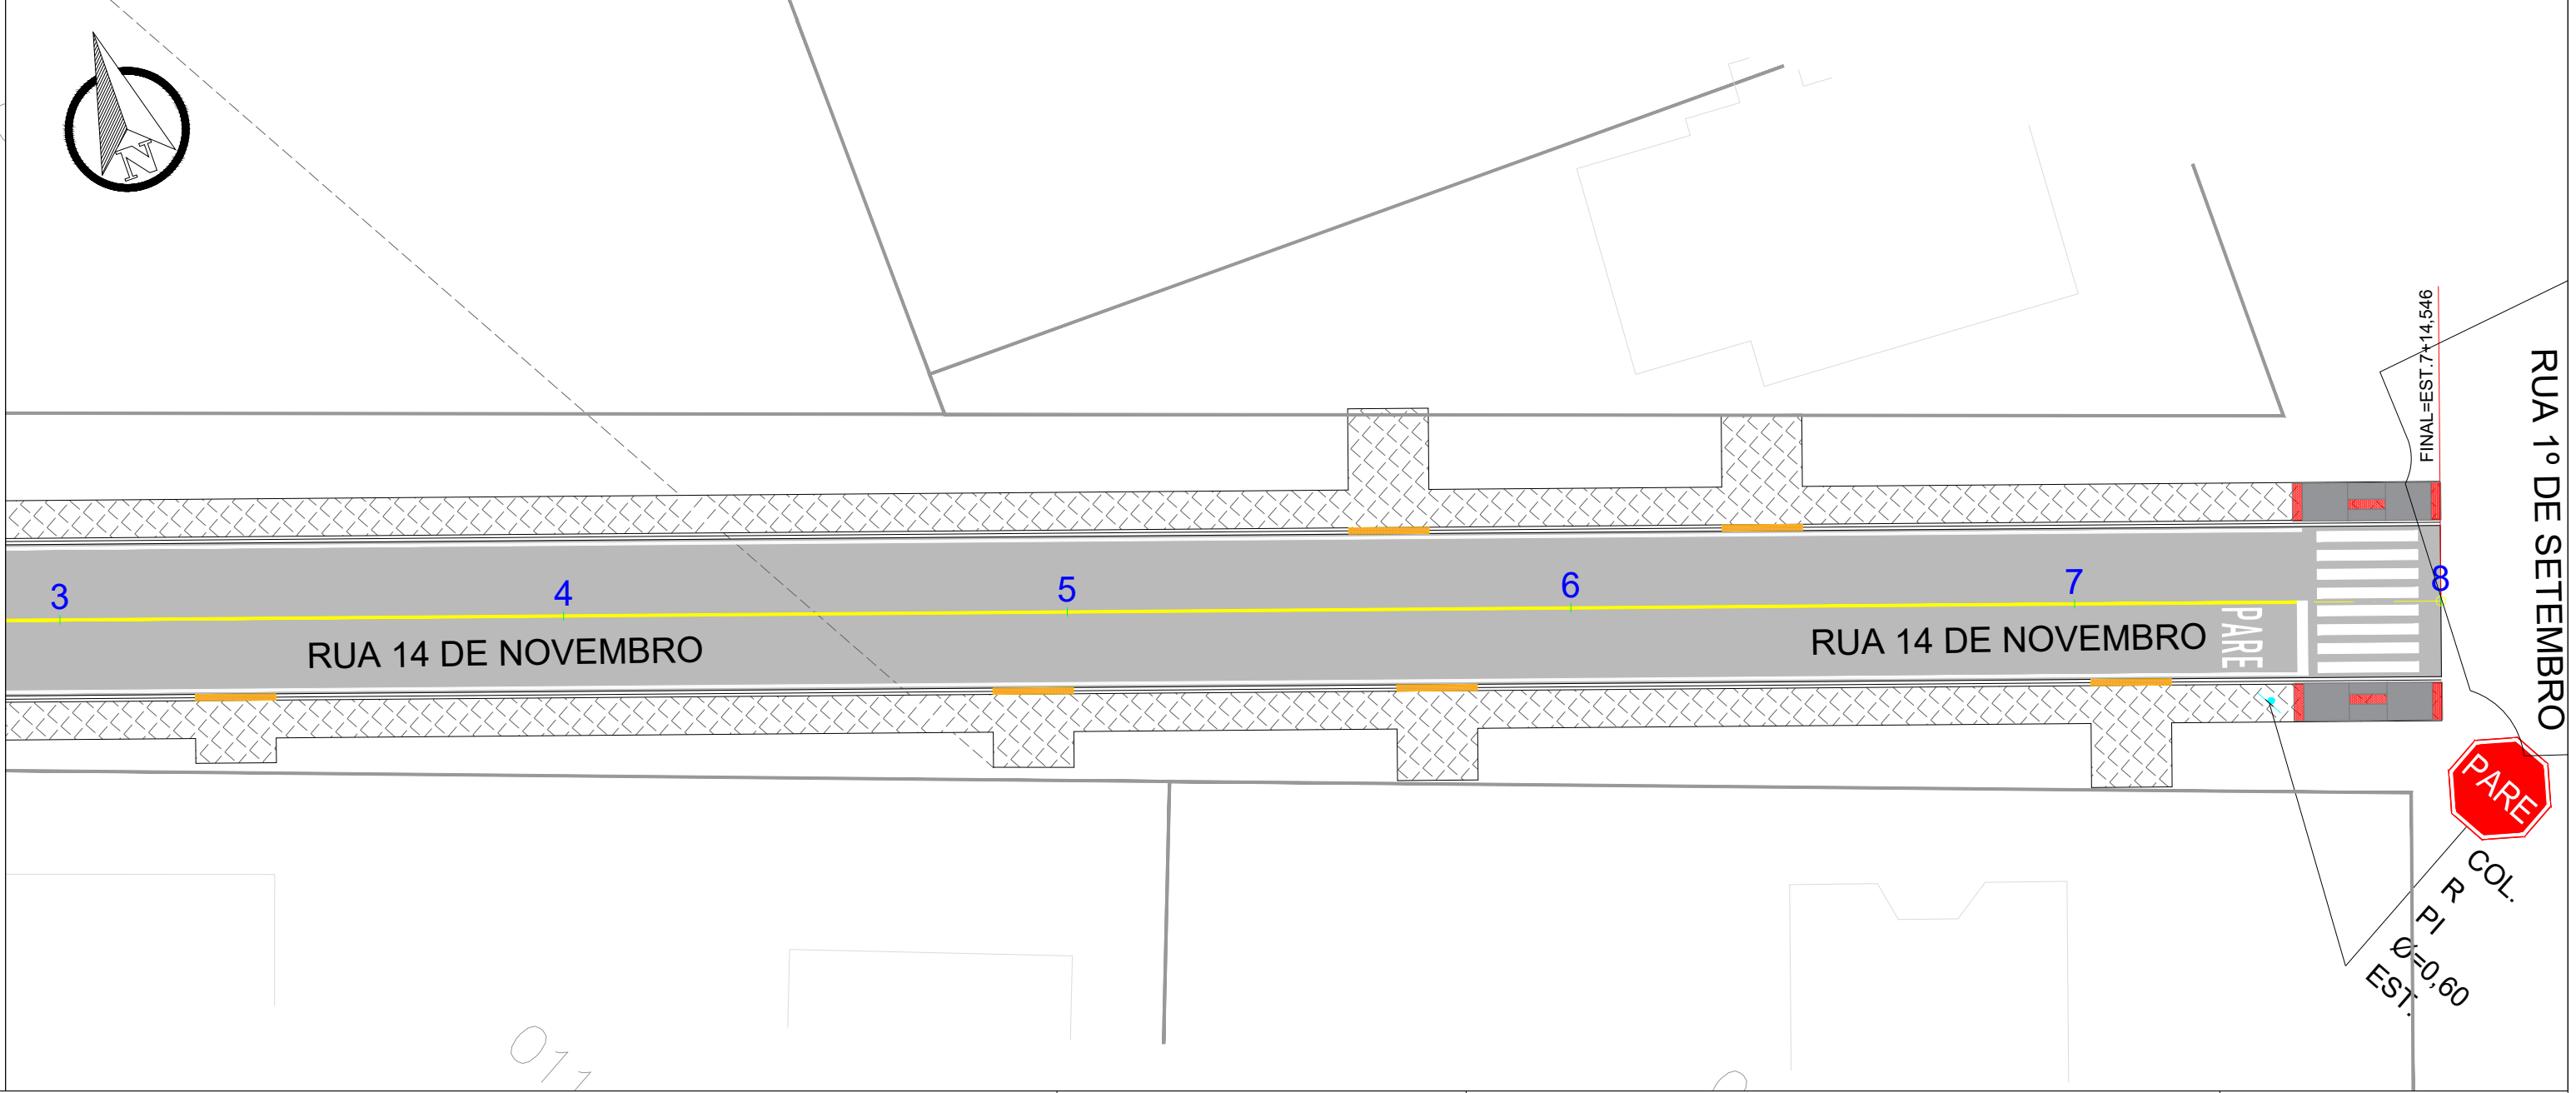 N
FINAL=EST.7+14,546
RUA 1º DE SETEMBRO
3
4
5
6
7
8
RUA 14 DE NOVEMBRO
RUA 14 DE NOVEMBRO
PARE
PARE
COL.
R
PI
Ø=0,60
EST.